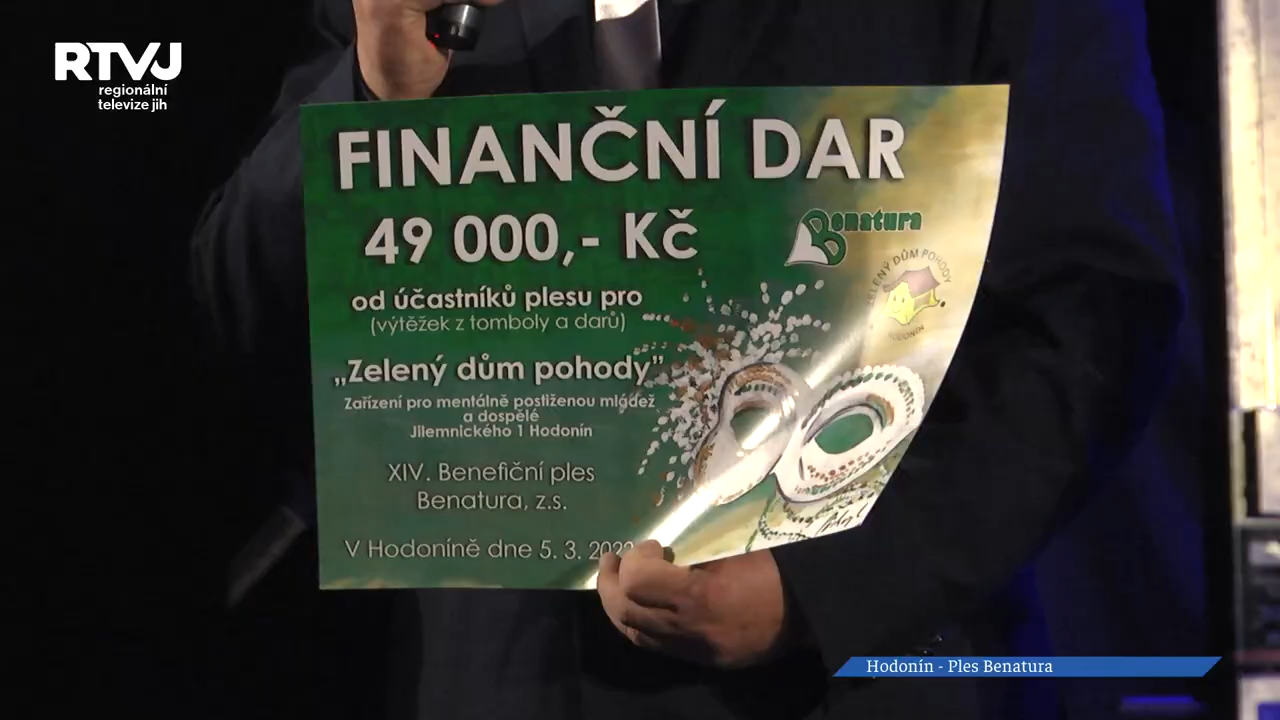 RTVJ
regionální
televize jih
FINANČNÍ DAR
49 000,- Kč
Benatura
ZELENÝ DŮM POHODY
HODONÍN
od účastníků plesu pro
(výtěžek z tomboly a darů)
„Zelený dům pohody”
Zařízení pro mentálně postiženou mládež
a dospělé
Jilemnického 1 Hodonín
XIV. Benefiční ples
Benatura, z.s.
V Hodoníně dne 5. 3. 2022
Hodonín - Ples Benatura